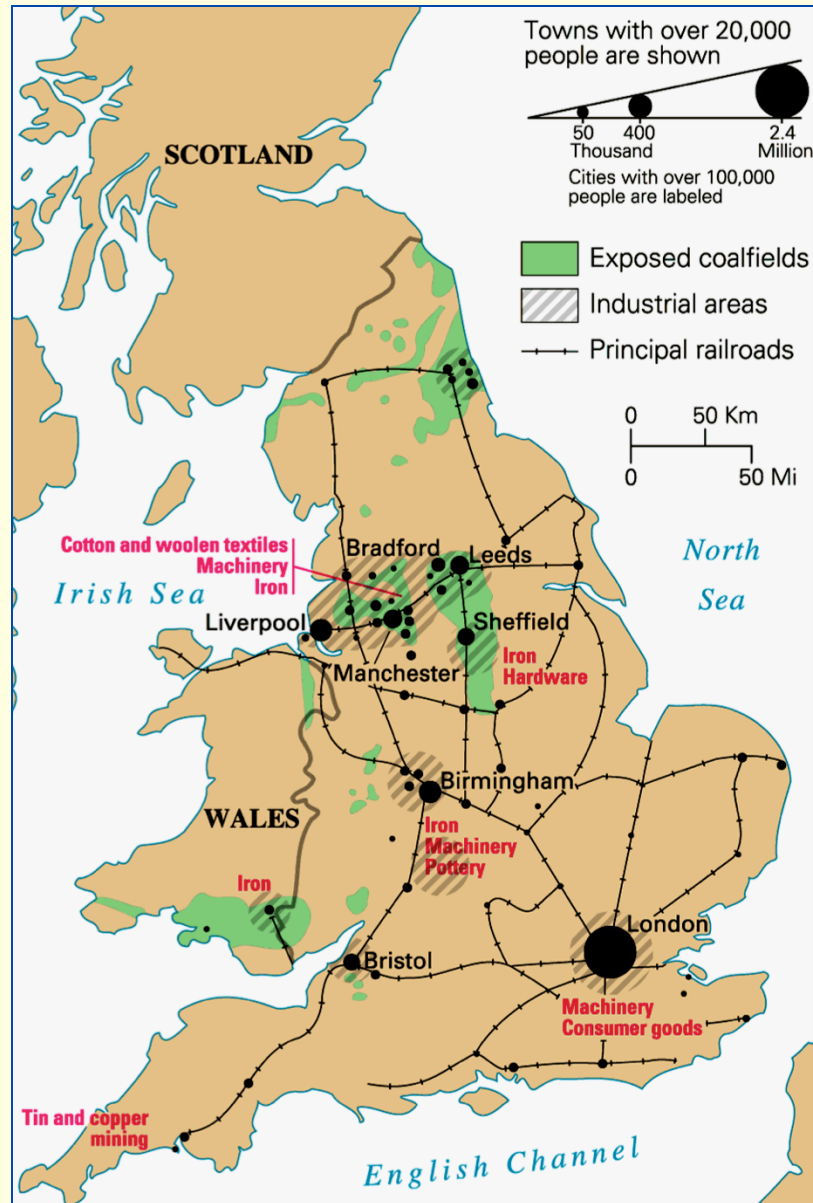 Towns with over 20,000
people are shown
50
Thousand
400
2.4
Million
Cities with over 100,000
people are labeled
Exposed coalfields
Industrial areas
Principal railroads
0 50 Km
0 50 Mi
SCOTLAND
North
Sea
Irish Sea
Cotton and woolen textiles
Machinery
Iron
Bradford
Leeds
Liverpool
Manchester
Sheffield
Iron
Hardware
Birmingham
Iron
Machinery
Pottery
WALES
Iron
Bristol
London
Machinery
Consumer goods
Tin and copper
mining
English Channel